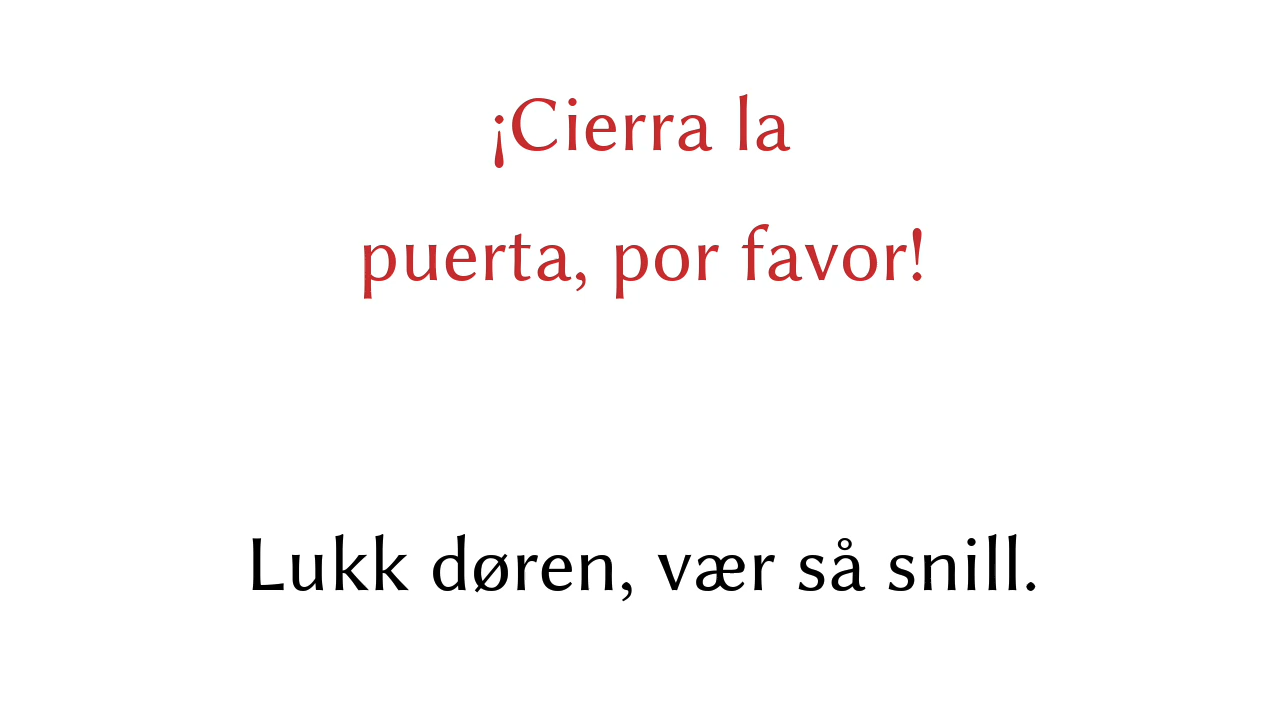 ¡Cierra la
puerta, por favor!
Lukk døren, vær så snill.